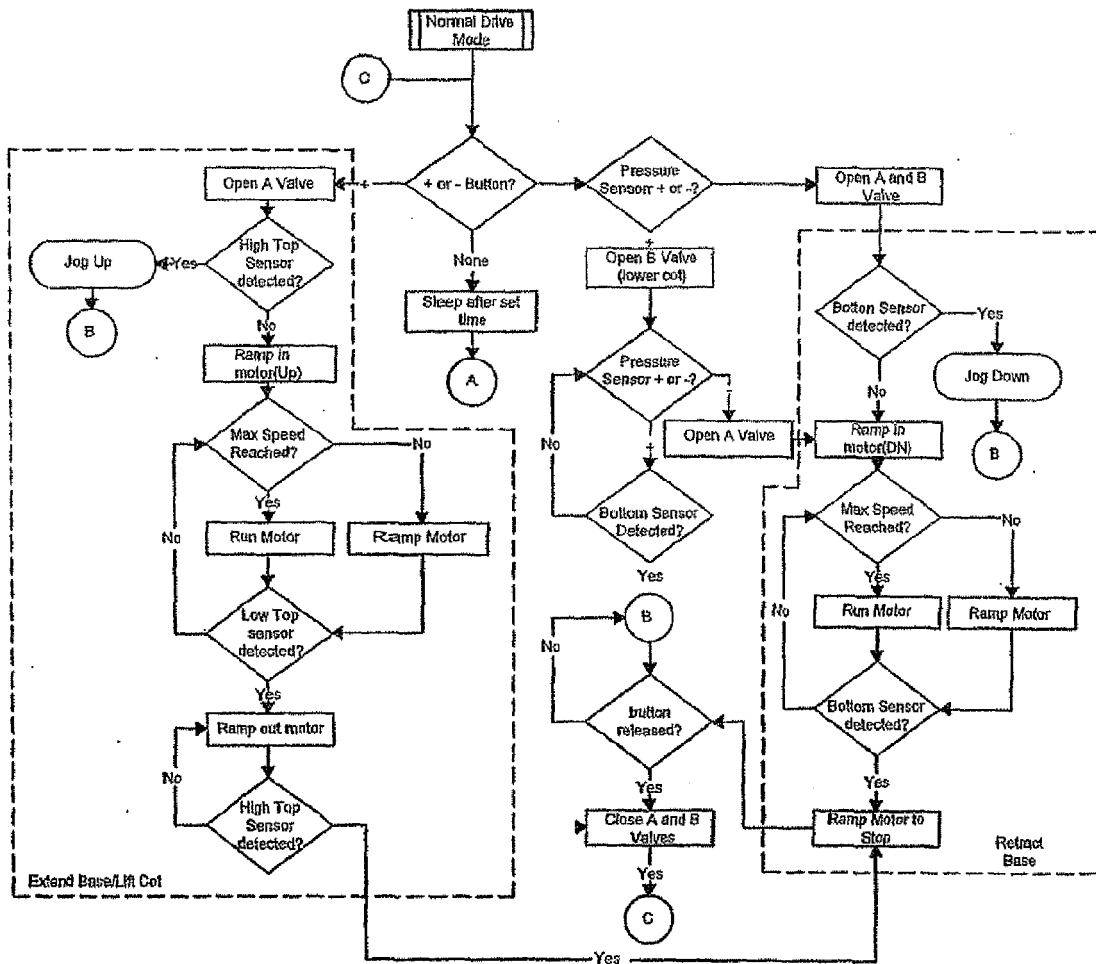 Normal Drive
Mode
C
+ or - Button?
+
-
Pressure
Sensor + or -?
-
Open A and B
Valve
Open A Valve
High Top
Sensor
detected?
Yes
Jog Up
B
No
Ramp in
motor(Up)
Max Speed
Reached?
No
Yes
Run Motor
Ramp Motor
No
Low Top
sensor
detected?
Yes
Ramp out motor
No
High Top
Sensor
detected?
Extend Base/Lift Cot
None
Sleep after set
time
A
+
Open B Valve
(lower cot)
Pressure
Sensor + or -?
-
Open A Valve
No
+
Bottom Sensor
Detected?
Yes
B
No
button
released?
Yes
Close A and B
Valves
Yes
C
Botton Sensor
detected?
Yes
Jog Down
B
No
Ramp in
motor(DN)
Max Speed
Reached?
No
Yes
Run Motor
Ramp Motor
No
Bottom Sensor
detected?
Yes
Ramp Motor to
Stop
Retract
Base
Yes